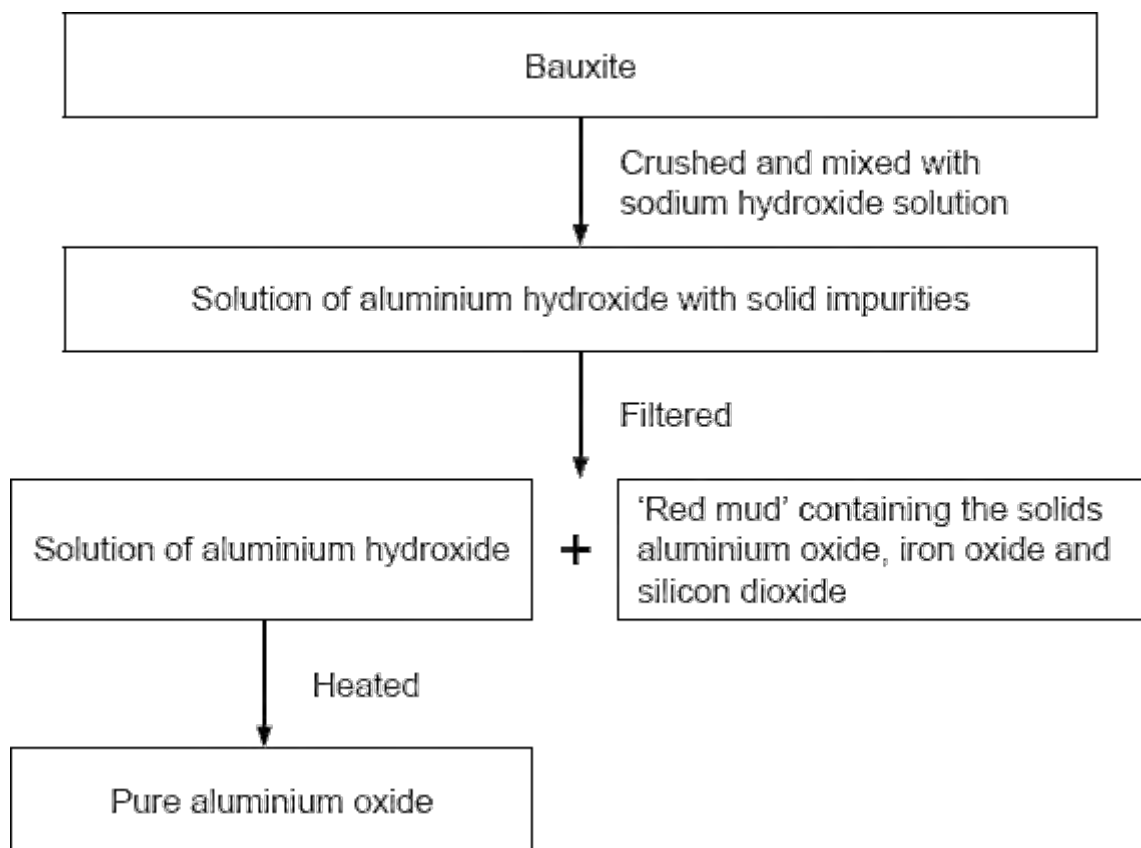 Bauxite
Crushed and mixed with
sodium hydroxide solution
Solution of aluminium hydroxide with solid impurities
Filtered
Solution of aluminium hydroxide
+
‘Red mud’ containing the solids
aluminium oxide, iron oxide and
silicon dioxide
Heated
Pure aluminium oxide